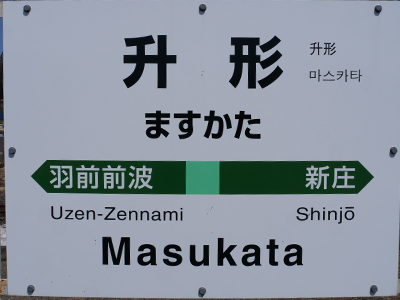 升形
升形
마스카타
ますかた
羽前前波 新庄
Uzen-Zennami Shinjō
Masukata